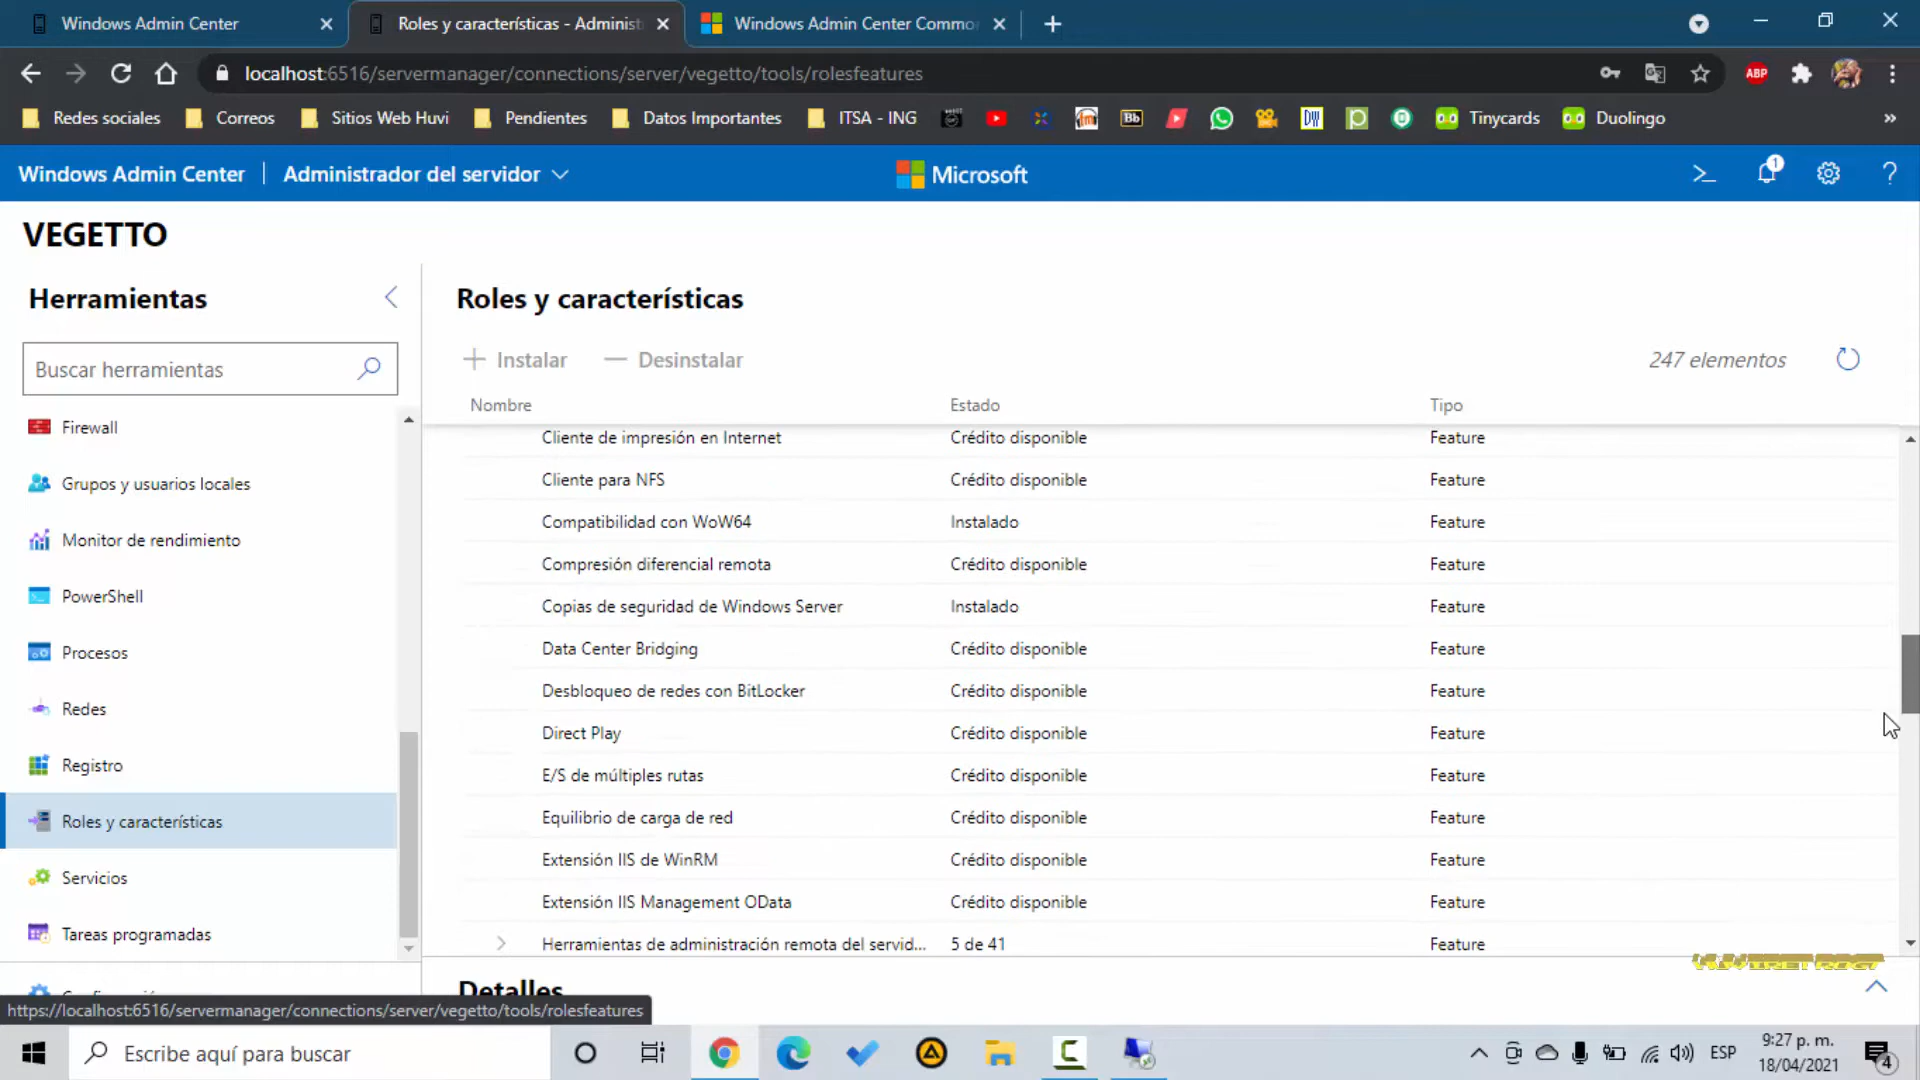 Windows Admin Center
Roles y características - Administ
Windows Admin Center Commo
localhost:6516/servermanager/connections/server/vegetto/tools/rolesfeatures
ABP
Redes sociales
Correos
Sitios Web Huvi
Pendientes
Datos Importantes
ITSA - ING
Bb
Tinycards
Duolingo
»
Windows Admin Center
Administrador del servidor
Microsoft
1
VEGETTO
Herramientas
Roles y características
Buscar herramientas
Instalar
Desinstalar
247 elementos
Nombre
Estado
Tipo
Firewall
Grupos y usuarios locales
Monitor de rendimiento
PowerShell
Procesos
Redes
Registro
Roles y características
Servicios
Tareas programadas
Cliente de impresión en Internet Crédito disponible Feature
Cliente para NFS Crédito disponible Feature
Compatibilidad con WoW64 Instalado Feature
Compresión diferencial remota Crédito disponible Feature
Copias de seguridad de Windows Server Instalado Feature
Data Center Bridging Crédito disponible Feature
Desbloqueo de redes con BitLocker Crédito disponible Feature
Direct Play Crédito disponible Feature
E/S de múltiples rutas Crédito disponible Feature
Equilibrio de carga de red Crédito disponible Feature
Extensión IIS de WinRM Crédito disponible Feature
Extensión IIS Management OData Crédito disponible Feature
Herramientas de administración remota del servid... 5 de 41 Feature
Detalles
https://localhost:6516/servermanager/connections/server/vegetto/tools/rolesfeatures
Escribe aquí para buscar
ESP
9:27 p. m.
18/04/2021
4